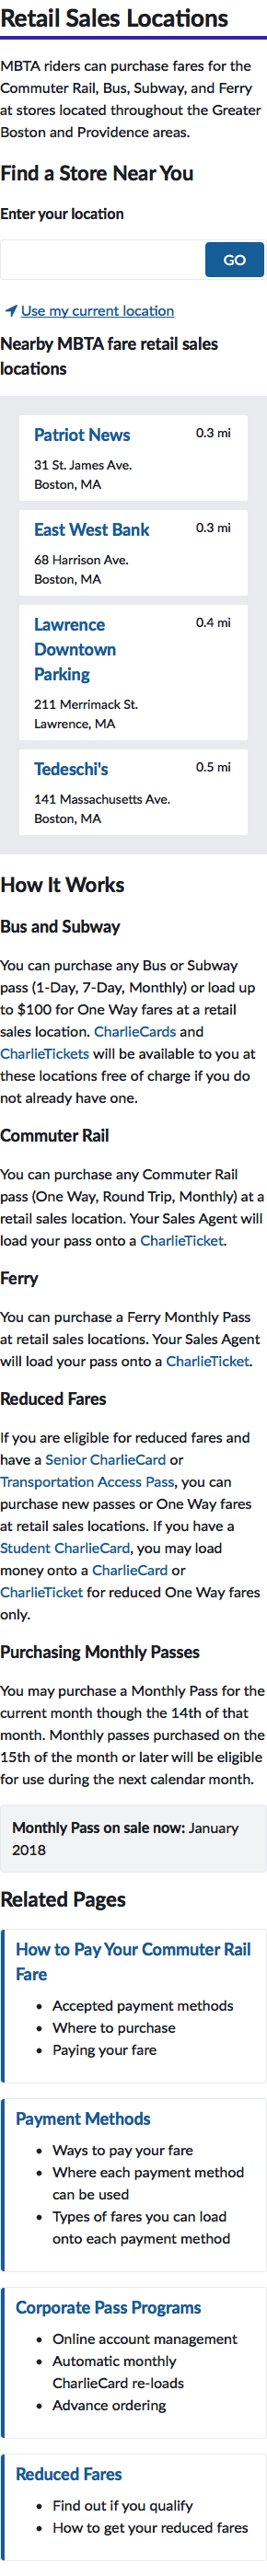 Retail Sales Locations
MBTA riders can purchase fares for the
Commuter Rail, Bus, Subway, and Ferry
at stores located throughout the Greater
Boston and Providence areas.
Find a Store Near You
Enter your location
GO
Use my current location
Nearby MBTA fare retail sales
locations
Patriot News 0.3 mi
31 St. James Ave.
Boston, MA
East West Bank 0.3 mi
68 Harrison Ave.
Boston, MA
Lawrence 0.4 mi
Downtown
Parking
211 Merrimack St.
Lawrence, MA
Tedeschi's 0.5 mi
141 Massachusetts Ave.
Boston, MA
How It Works
Bus and Subway
You can purchase any Bus or Subway
pass (1-Day, 7-Day, Monthly) or load up
to $100 for One Way fares at a retail
sales location. CharlieCards and
CharlieTickets will be available to you at
these locations free of charge if you do
not already have one.
Commuter Rail
You can purchase any Commuter Rail
pass (One Way, Round Trip, Monthly) at a
retail sales location. Your Sales Agent will
load your pass onto a CharlieTicket.
Ferry
You can purchase a Ferry Monthly Pass
at retail sales locations. Your Sales Agent
will load your pass onto a CharlieTicket.
Reduced Fares
If you are eligible for reduced fares and
have a Senior CharlieCard or
Transportation Access Pass, you can
purchase new passes or One Way fares
at retail sales locations. If you have a
Student CharlieCard, you may load
money onto a CharlieCard or
CharlieTicket for reduced One Way fares
only.
Purchasing Monthly Passes
You may purchase a Monthly Pass for the
current month though the 14th of that
month. Monthly passes purchased on the
15th of the month or later will be eligible
for use during the next calendar month.
Monthly Pass on sale now: January
2018
Related Pages
How to Pay Your Commuter Rail
Fare
• Accepted payment methods
• Where to purchase
• Paying your fare
Payment Methods
• Ways to pay your fare
• Where each payment method
can be used
• Types of fares you can load
onto each payment method
Corporate Pass Programs
• Online account management
• Automatic monthly
CharlieCard re-loads
• Advance ordering
Reduced Fares
• Find out if you qualify
• How to get your reduced fares